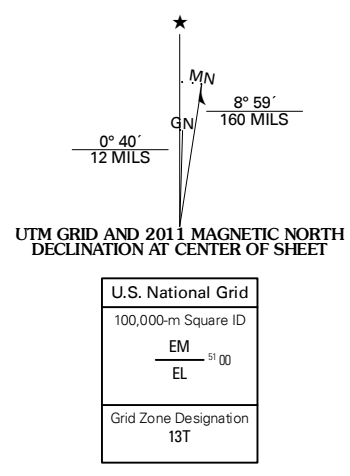 ★
MN
GN
8° 59´
160 MILS
0° 40´
12 MILS
UTM GRID AND 2011 MAGNETIC NORTH
DECLINATION AT CENTER OF SHEET
U.S. National Grid
100,000-m Square ID
EM
51 00
EL
Grid Zone Designation
13T